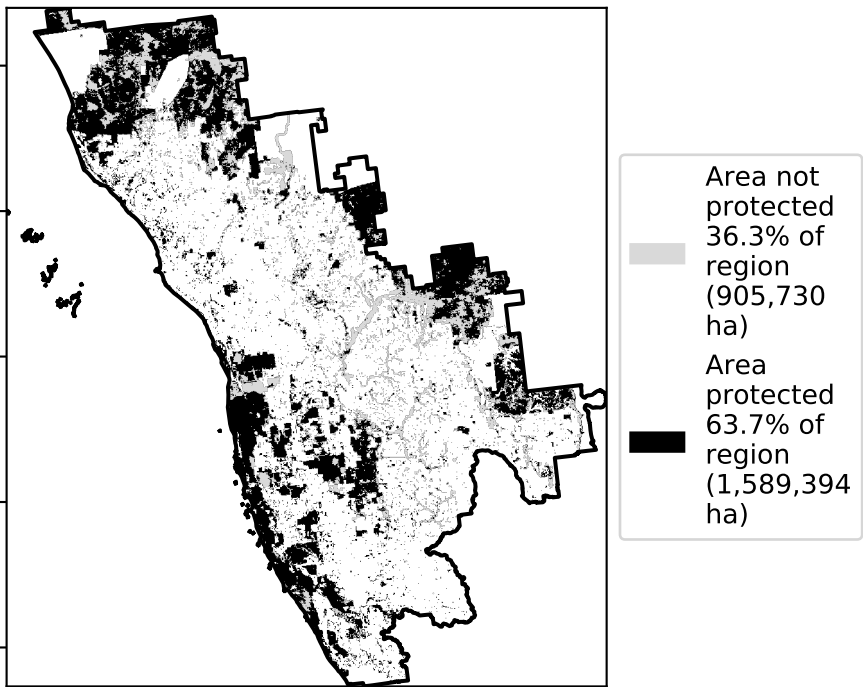 Area not
protected
36.3% of
region
(905,730
ha)
Area
protected
63.7% of
region
(1,589,394
ha)